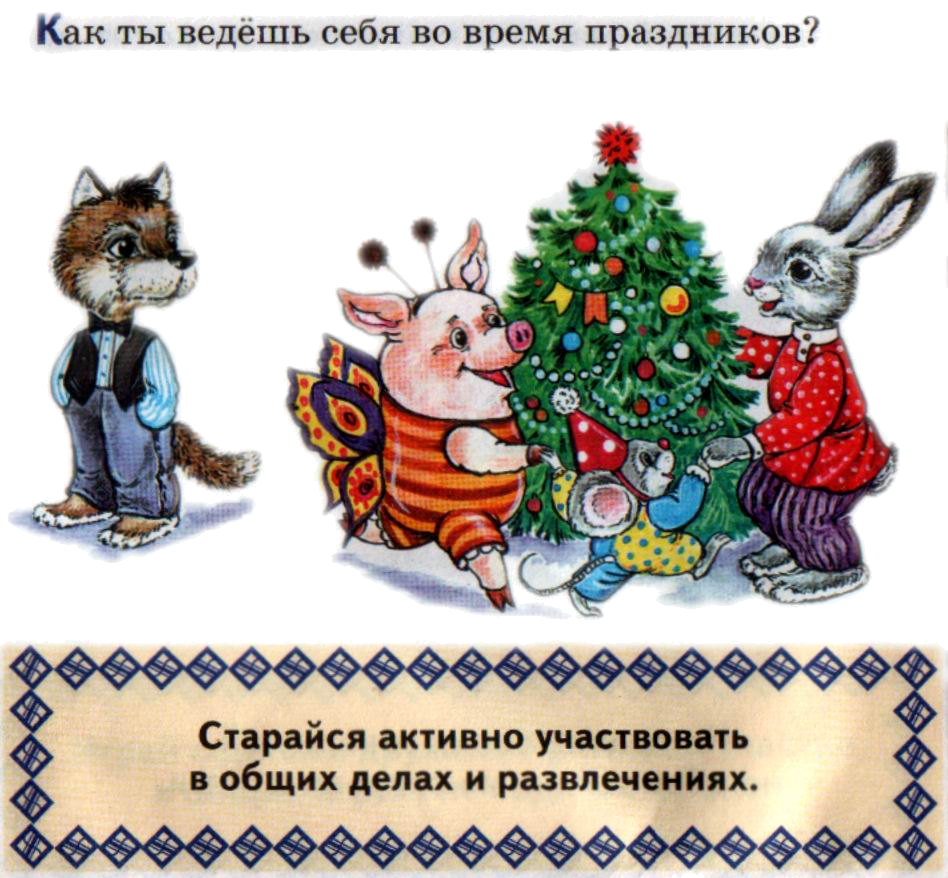 Как ты ведёшь себя во время праздников?
Старайся активно участвовать
в общих делах и развлечениях.